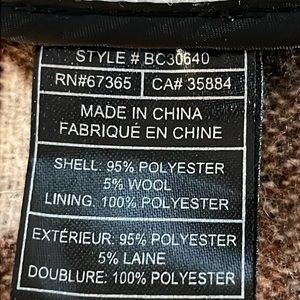 STYLE # BC30640
RN#67365 CA# 35884
MADE IN CHINA
FABRIQUÉ EN CHINE
SHELL: 95% POLYESTER
5% WOOL
LINING: 100% POLYESTER
EXTÉRIEUR: 95% POLYESTER
5% LAINE
DOUBLURE: 100% POLYESTER